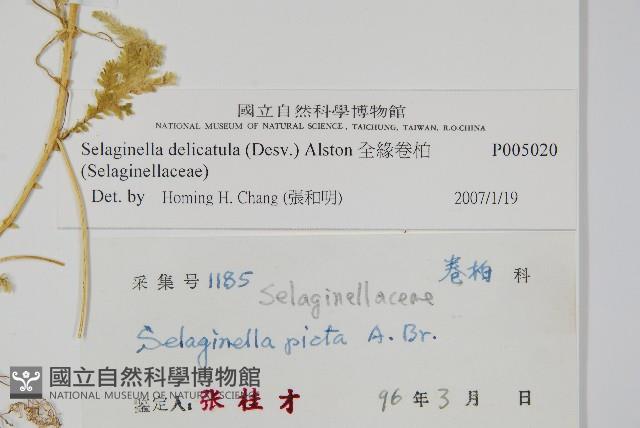 國立自然科學博物館
NATIONAL MUSEUM OF NATURAL SCIENCE, TAICHUNG, TAIWAN, R.O.CHINA
Selaginella delicatula (Desv.) Alston 全緣卷柏 P005020
(Selaginellaceae)
Det. by Homing H. Chang (張和明) 2007/1/19
采集号 1185 卷柏 科
Selaginellaceae
Selaginella picta A. Br.
國立自然科學博物館
NATIONAL MUSEUM OF NATURAL SCIENCE
鉴定人: 张桂才 96 年 3 月 日